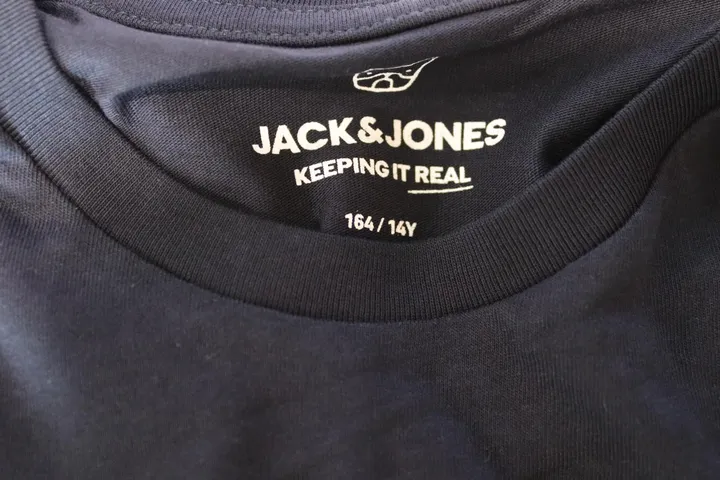 JACK&JONES
KEEPING IT REAL
164 / 14Y